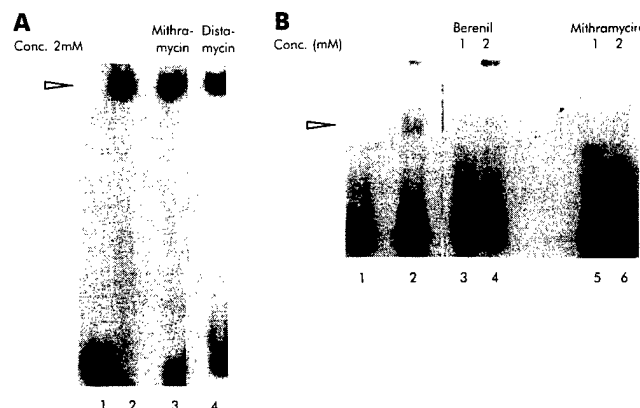 A
Conc. 2mM
Mithra-
mycin
Dista-
mycin
1 2 3 4
B
Conc. (mM)
Berenil
1 2
Mithramycin
1 2
1 2 3 4 5 6